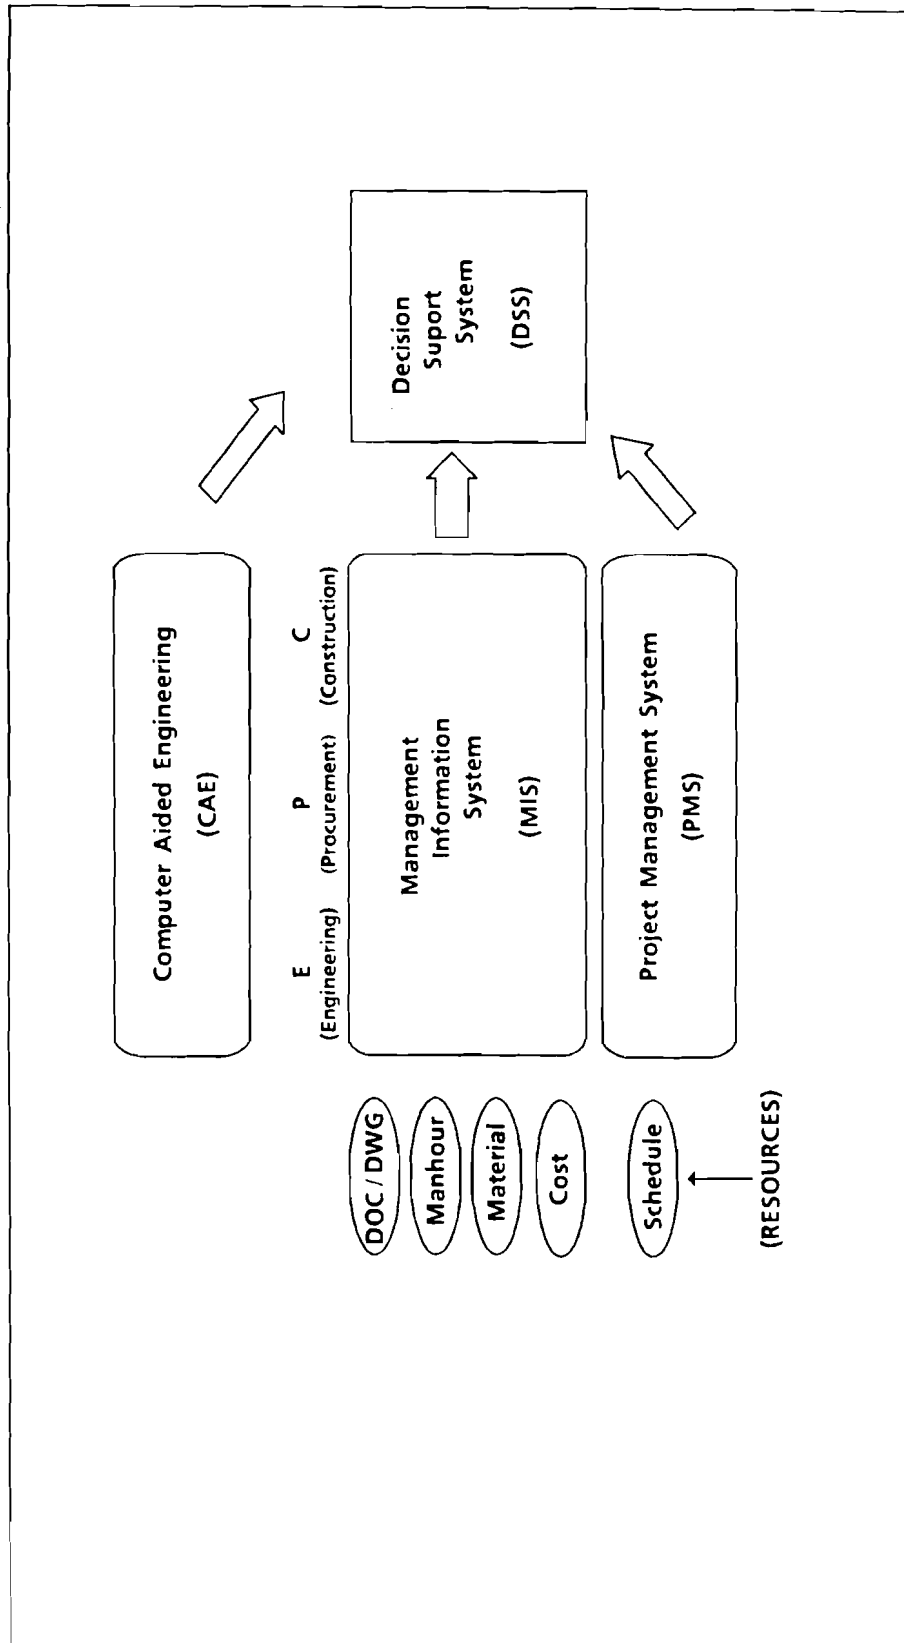 Computer Aided Engineering
(CAE)
E
(Engineering)
P
(Procurement)
C
(Construction)
DOC / DWG
Manhour
Material
Cost
Management
Information
System
(MIS)
Decision
Suport
System
(DSS)
Schedule
Project Management System
(PMS)
(RESOURCES)